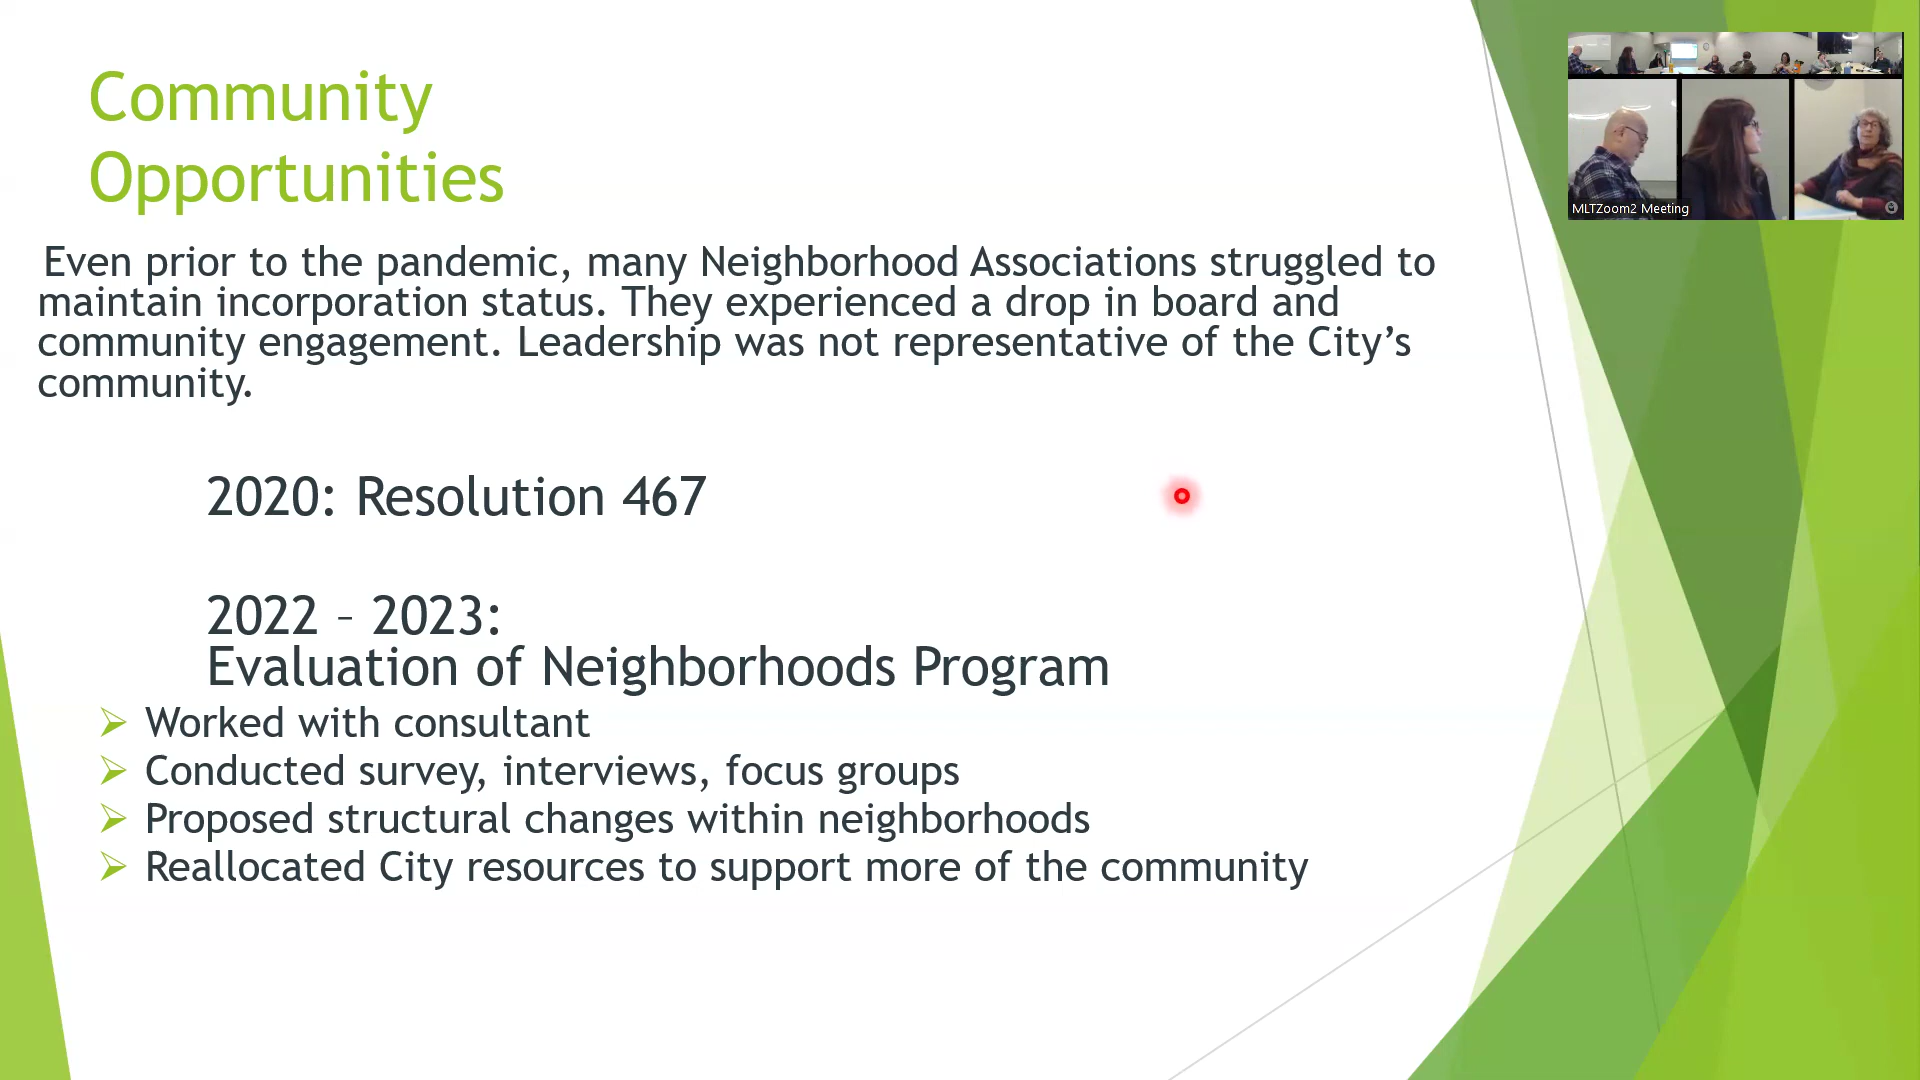 Community
Opportunities
Even prior to the pandemic, many Neighborhood Associations struggled to
maintain incorporation status. They experienced a drop in board and
community engagement. Leadership was not representative of the City’s
community.
2020: Resolution 467
2022 – 2023:
Evaluation of Neighborhoods Program
Worked with consultant
Conducted survey, interviews, focus groups
Proposed structural changes within neighborhoods
Reallocated City resources to support more of the community
MLTZoom2 Meeting